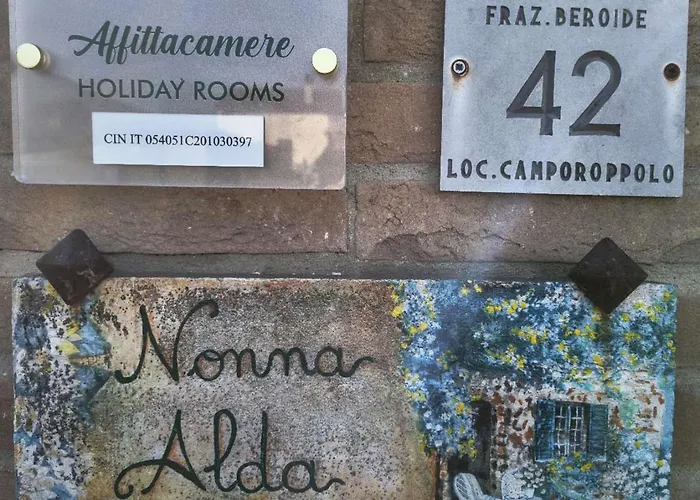 Affittacamere
HOLIDAY ROOMS
CIN IT 054051C201030397
FRAZ. BEROIDE
42
LOC. CAMPOROPPOLO
Nonna
Alda